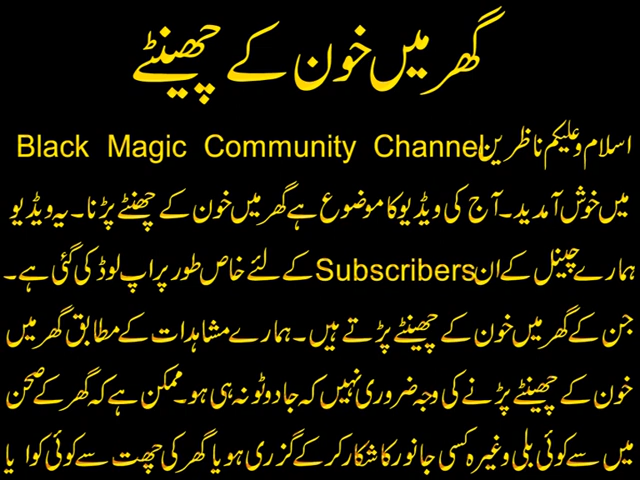 گھر میں خون کے چھینٹے
اسلام و علیکم ناظرین Black Magic Community Channel
میں خوش آمدید۔ آج کی ویڈیو کا موضوع ہے گھر میں خون کے چھنٹے پڑنا۔ یہ ویڈیو
ہمارے چینل کے ان Subscribers کے لئے خاص طور پر اپ لوڈ کی گئی ہے۔
جن کے گھر میں خون کے چھینٹے پڑتے ہیں۔ ہمارے مشاہدات کے مطابق گھر میں
خون کے چھینٹے پڑنے کی وجہ ضروری نہیں کہ جادو ٹونہ ہی ہو۔ ممکن ہے کہ گھر کے صحن
میں سے کوئی بلی وغیرہ کسی جانور کا شکار کر کے گزری ہو یا گھر کی چھت سے کوئی کوا یا